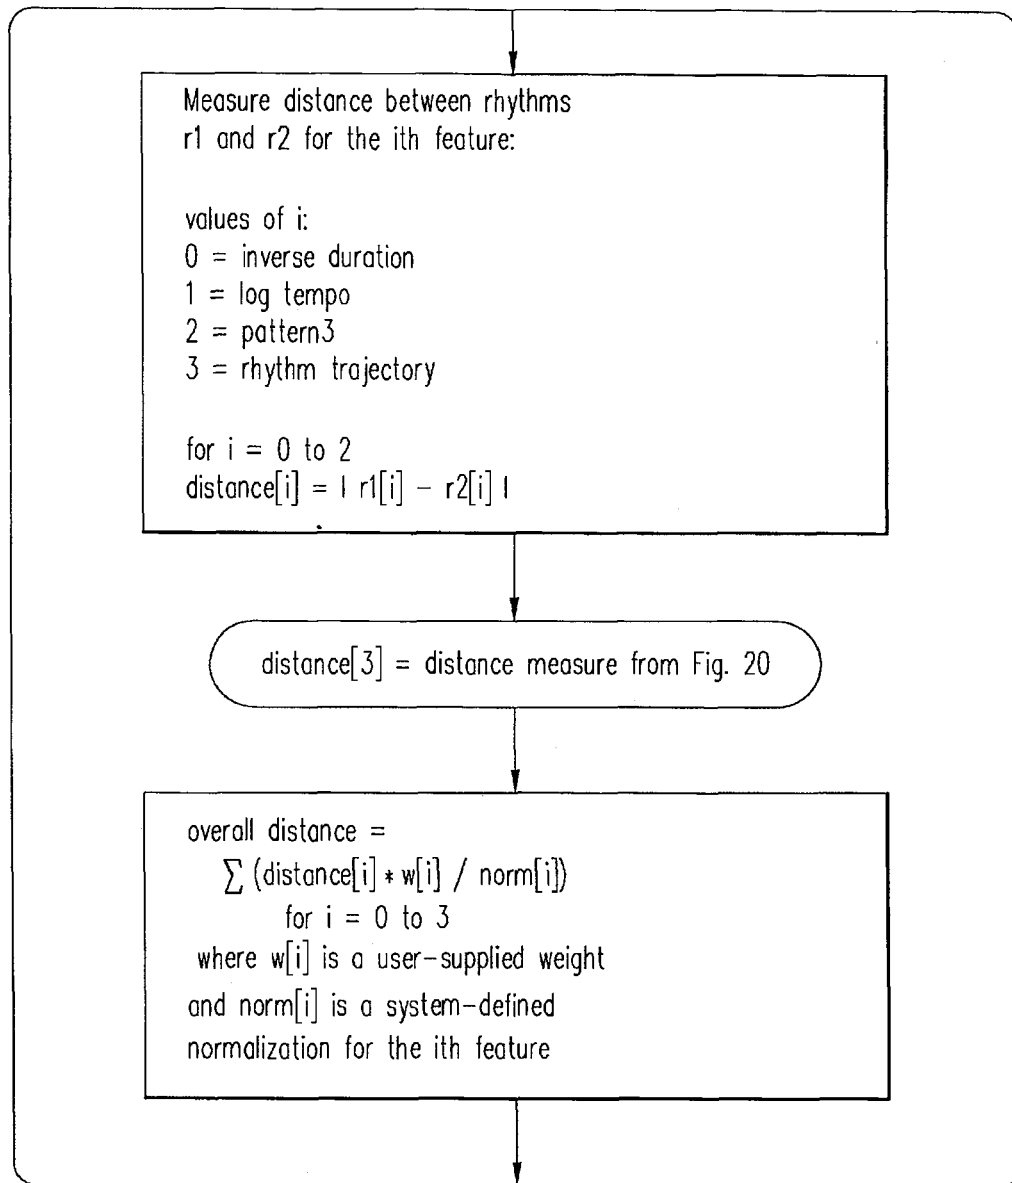 Measure distance between rhythms
r1 and r2 for the ith feature:
values of i:
0 = inverse duration
1 = log tempo
2 = pattern3
3 = rhythm trajectory
for i = 0 to 2
distance[i] = | r1[i] − r2[i] |
distance[3] = distance measure from Fig. 20
overall distance =
∑ (distance[i] * w[i] / norm[i])
for i = 0 to 3
where w[i] is a user-supplied weight
and norm[i] is a system-defined
normalization for the ith feature